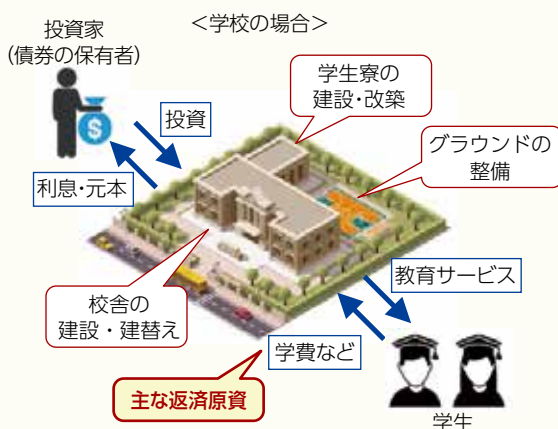 <学校の場合>
投資家
(債券の保有者)
$
投資
利息・元本
学生寮の
建設・改築
グラウンドの
整備
校舎の
建設・建替え
教育サービス
学費など
主な返済原資
学生